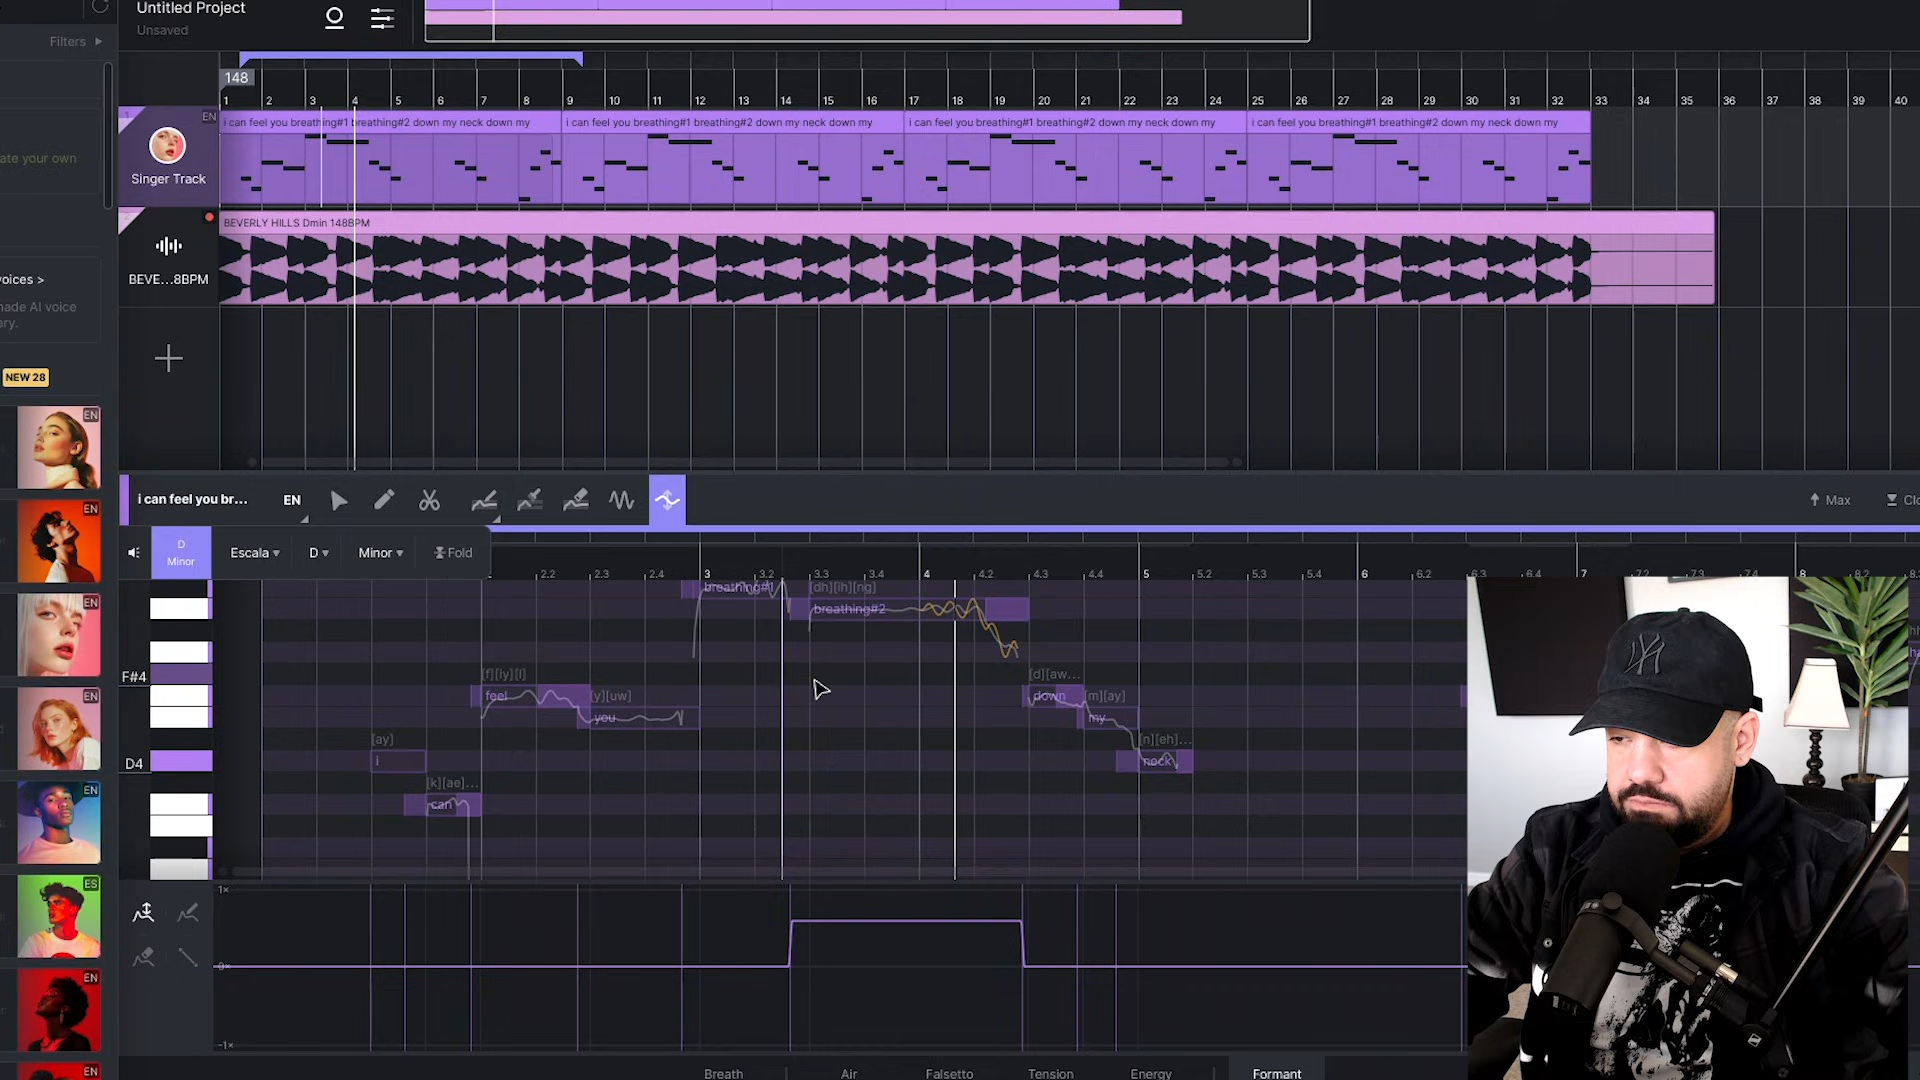 Untitled Project
Unsaved
Filters
148
1 2 3 4 5 6 7 8 9 10 11 12 13 14 15 16 17 18 19 20 21 22 23 24 25 26 27 28 29 30 31 32 33 34 35 36 37 38 39 40
EN
i can feel you breathing#1 breathing#2 down my neck down my
i can feel you breathing#1 breathing#2 down my neck down my
i can feel you breathing#1 breathing#2 down my neck down my
i can feel you breathing#1 breathing#2 down my neck down my
ate your own
Singer Track
BEVERLY HILLS Dmin 148BPM
BEVE...8BPM
voices >
made AI voice
ary.
NEW 28
EN
EN
EN
EN
EN
ES
EN
EN
i can feel you br...
EN
Max
Clo
D
Minor
Escala
D
Minor
Fold
2.2 2.3 2.4 3 3.2 3.3 3.4 4 4.2 4.3 4.4 5 5.2 5.3 5.4 6 6.2 6.3 6.4 7 7.2 7.3 7.4 8 8.2
breathing#1
[dh][ih][ng]
breathing#2
F#4
[f][iy][l]
feel
[y][uw]
you
[d][aw...
down
[m][ay]
my
[ay]
i
[n][eh]...
neck
D4
[k][ae]...
can
1×
0×
-1×
Breath
Air
Falsetto
Tension
Energy
Formant